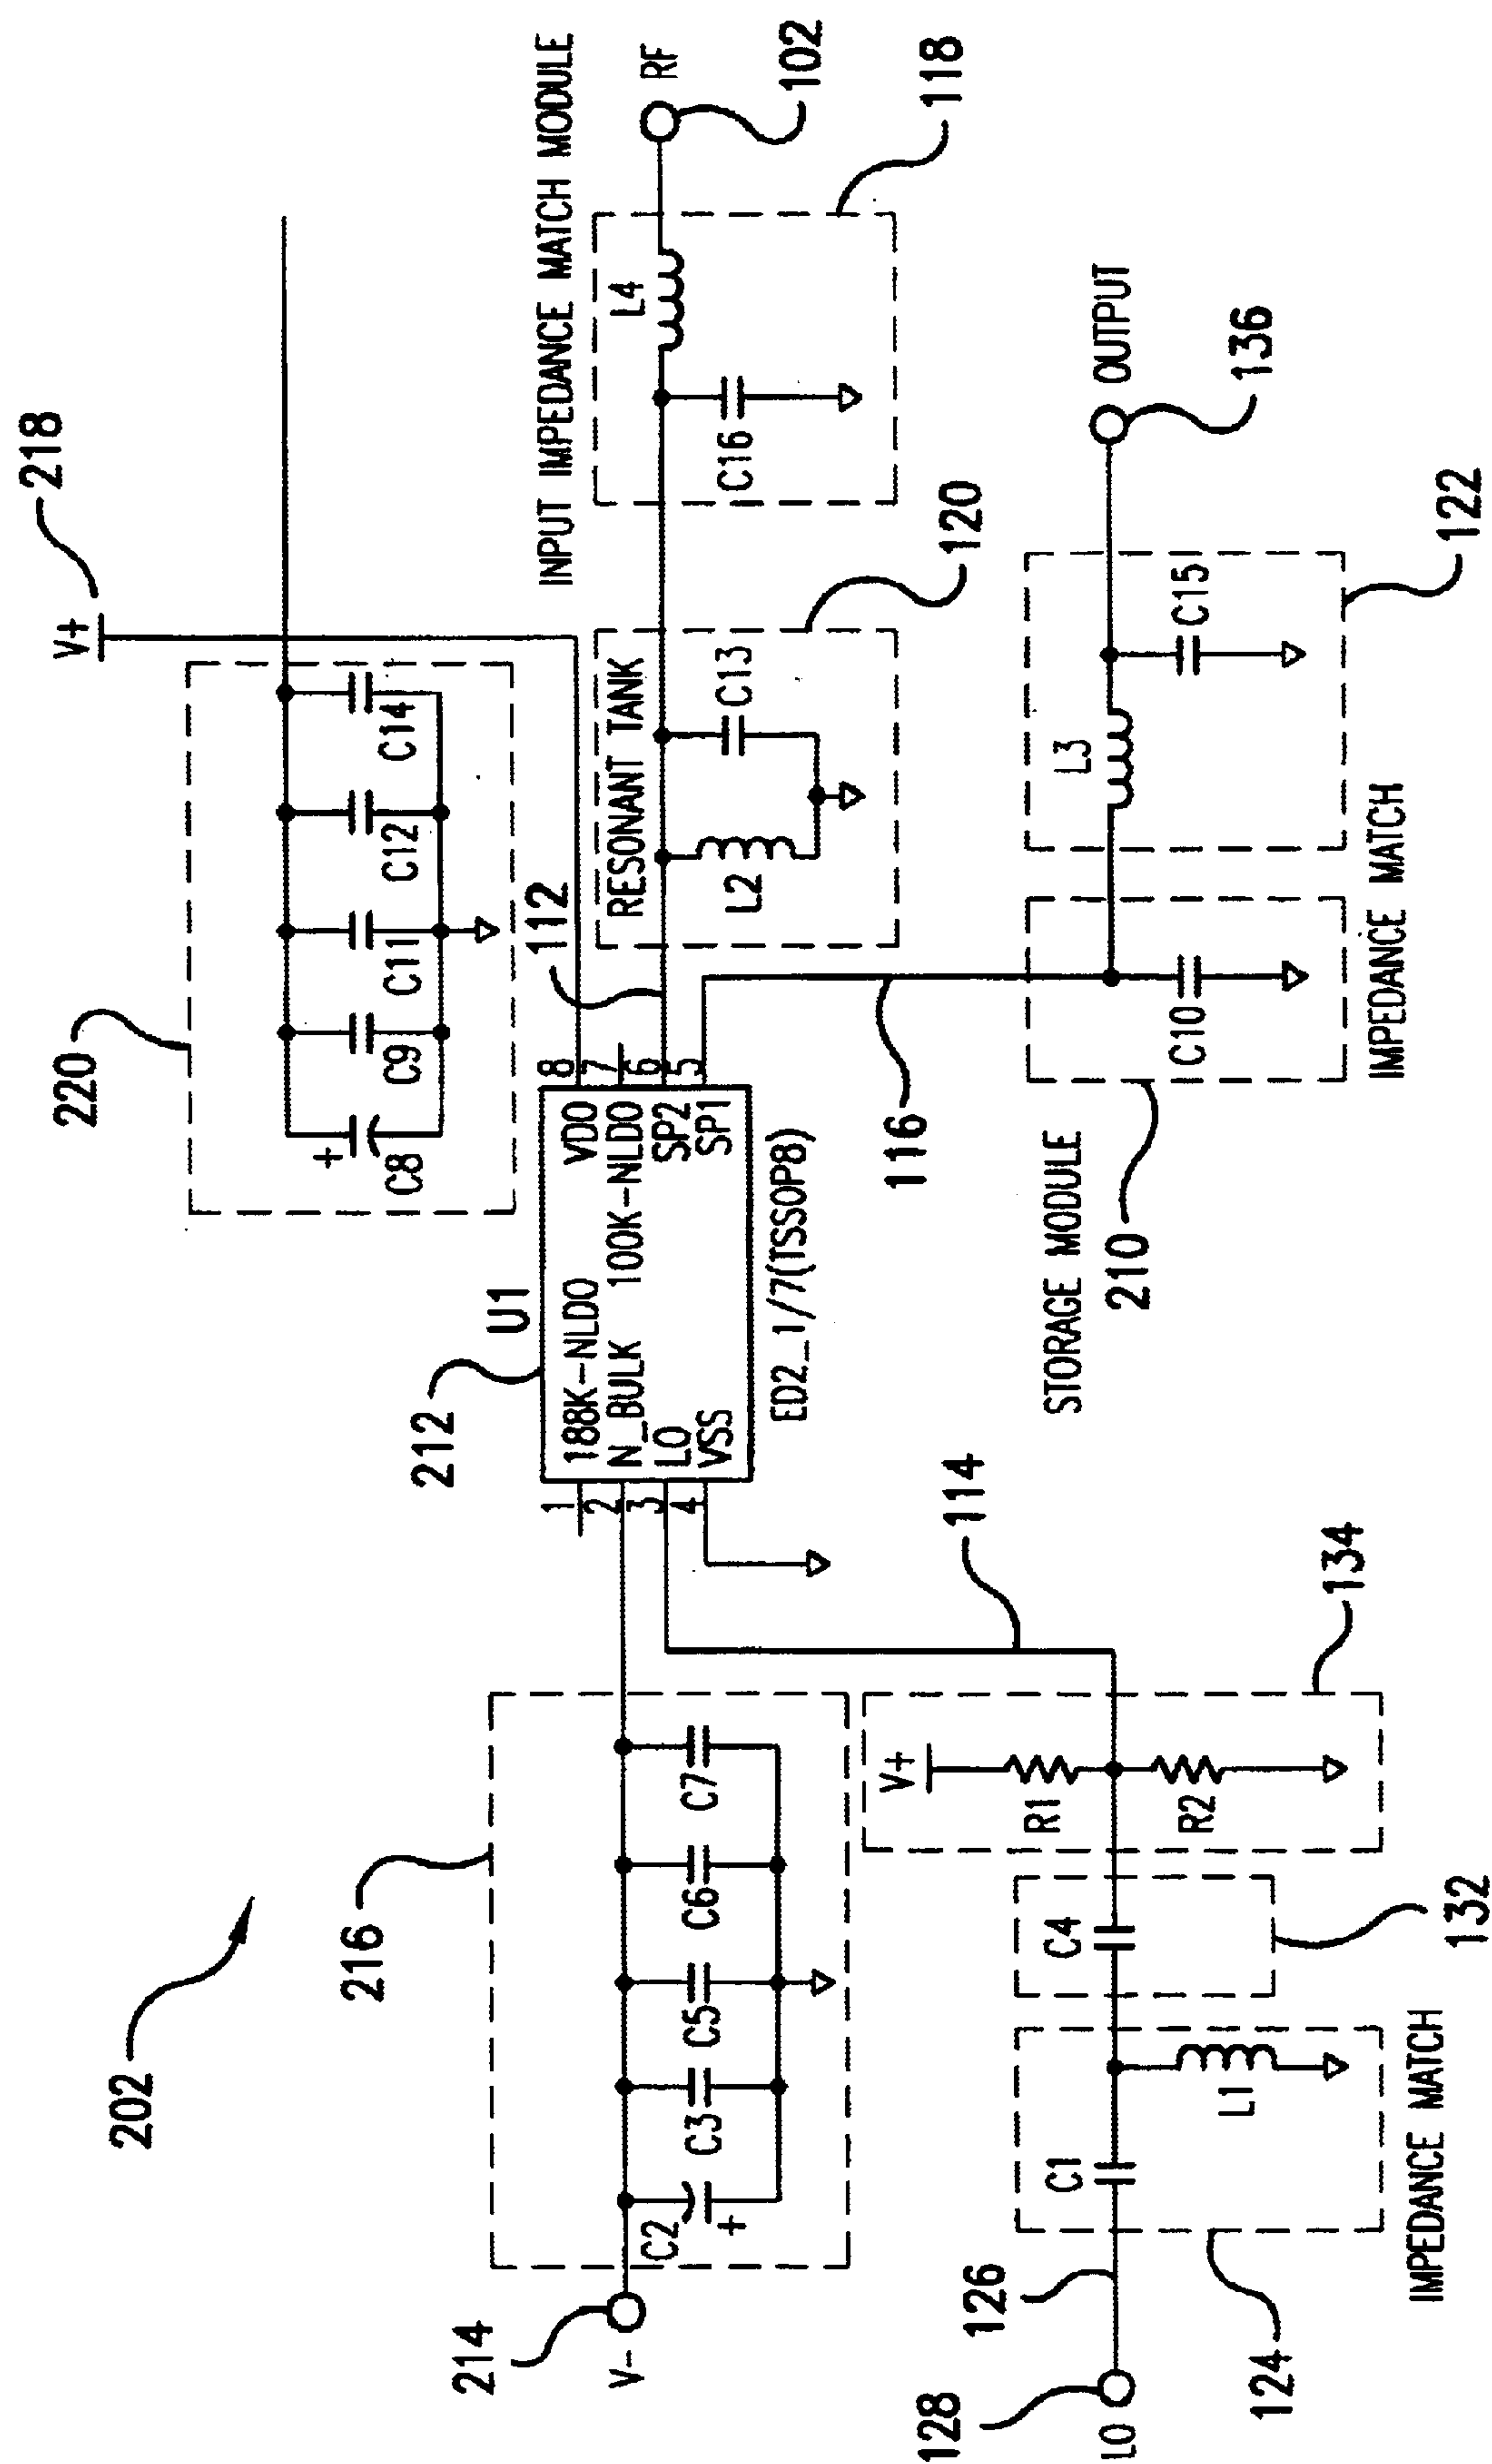 202
218
V+
220
C8
+
C9
C11
C12
C14
INPUT IMPEDANCE MATCH MODULE
RF
102
L4
C16
118
RESONANT TANK
112
L2
C13
120
212
U1
188K-NLDO
N_BULK
LO
VSS
VDO
100K-NLDO
SP2
SP1
1
2
3
4
8
7
6
5
ED2_1/7(TSSOP8)
116
216
214
V-
C2
+
C3
C5
C6
C7
114
V+
R1
R2
134
C4
132
C1
L1
IMPEDANCE MATCH
124
126
128
LO
STORAGE MODULE
210
C10
IMPEDANCE MATCH
L3
C15
122
OUTPUT
136